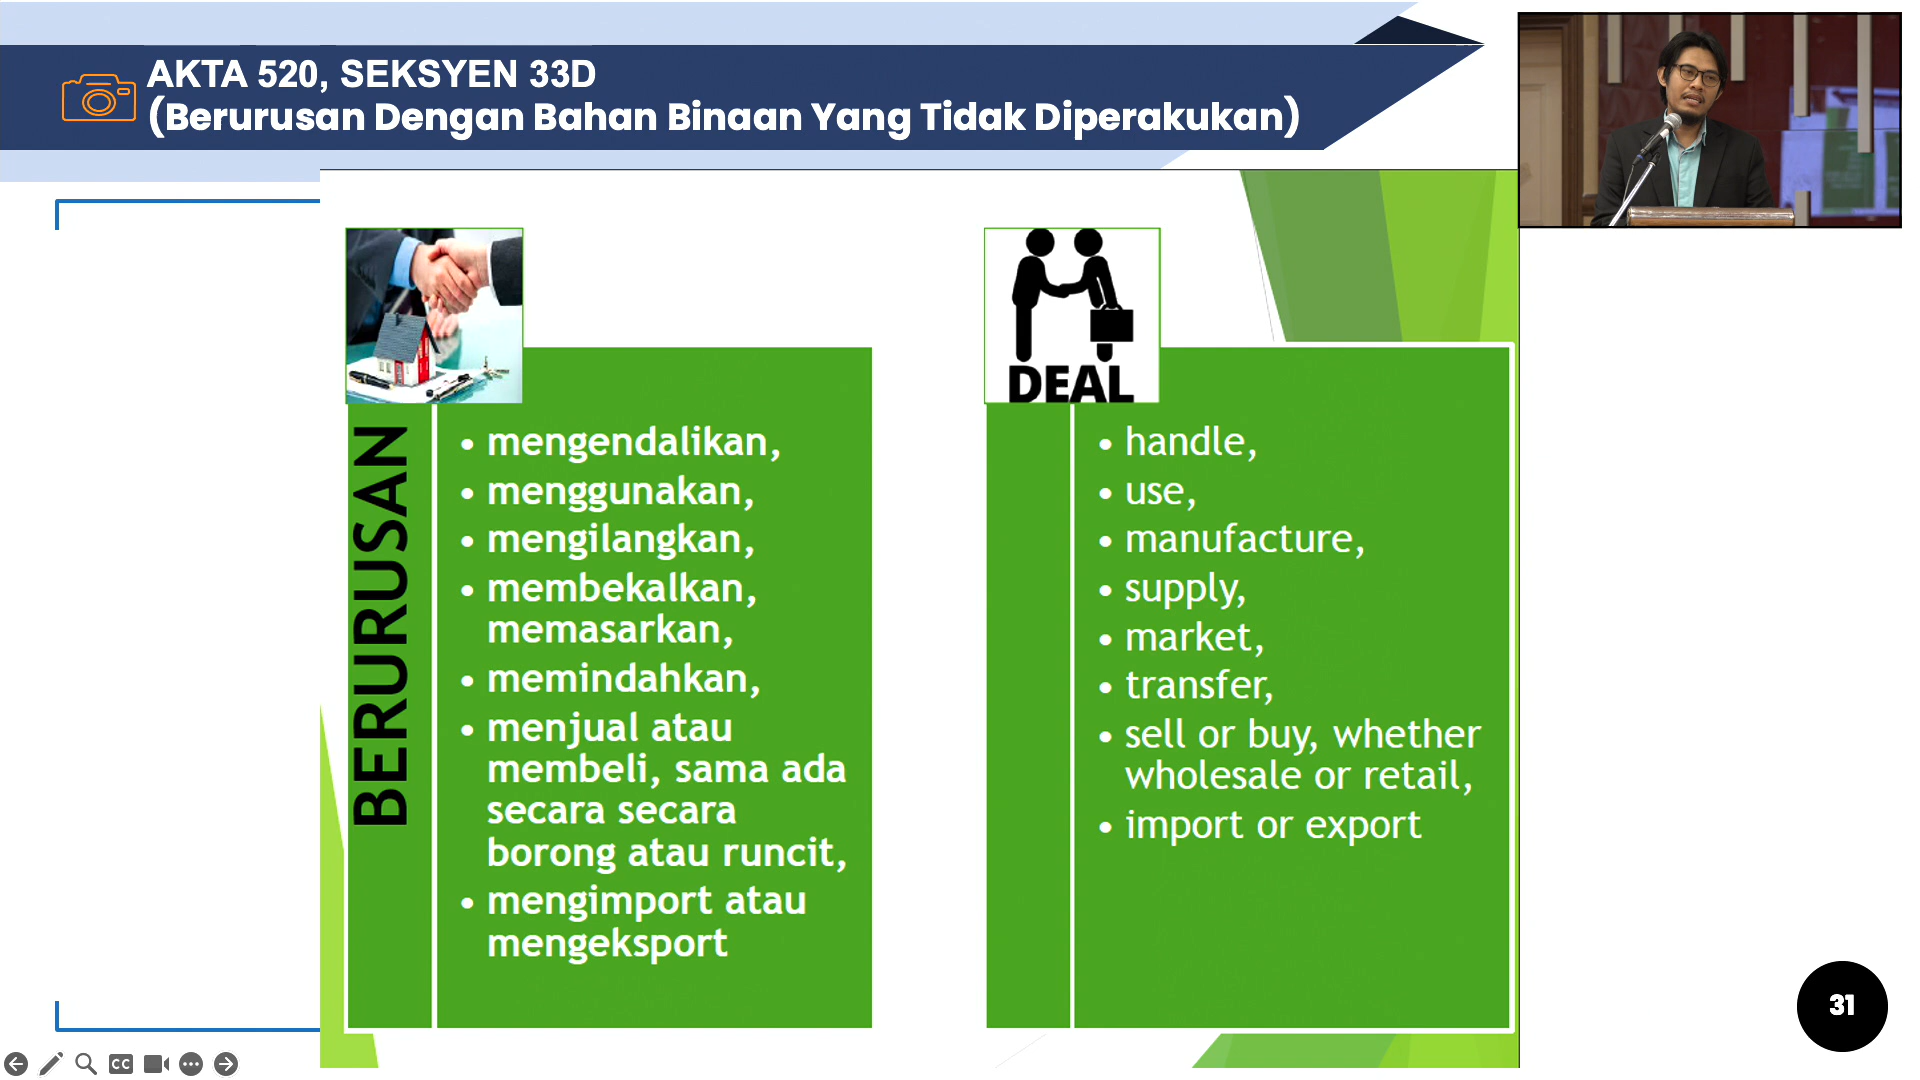 AKTA 520, SEKSYEN 33D
(Berurusan Dengan Bahan Binaan Yang Tidak Diperakukan)
BERURUSAN
• mengendalikan,
• menggunakan,
• mengilangkan,
• membekalkan,
memasarkan,
• memindahkan,
• menjual atau
membeli, sama ada
secara secara
borong atau runcit,
• mengimport atau
mengeksport
DEAL
• handle,
• use,
• manufacture,
• supply,
• market,
• transfer,
• sell or buy, whether
wholesale or retail,
• import or export
31
CC